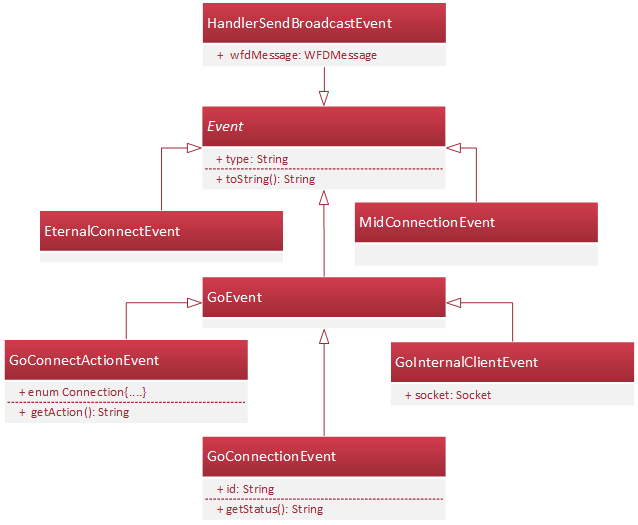 HandlerSendBroadcastEvent
+ wfdMessage: WFDMessage
Event
+ type: String
+ toString(): String
EternalConnectEvent
MidConnectionEvent
GoEvent
GoConnectActionEvent
+ enum Connection{....}
+ getAction(): String
GoInternalClientEvent
+ socket: Socket
GoConnectionEvent
+ id: String
+ getStatus(): String